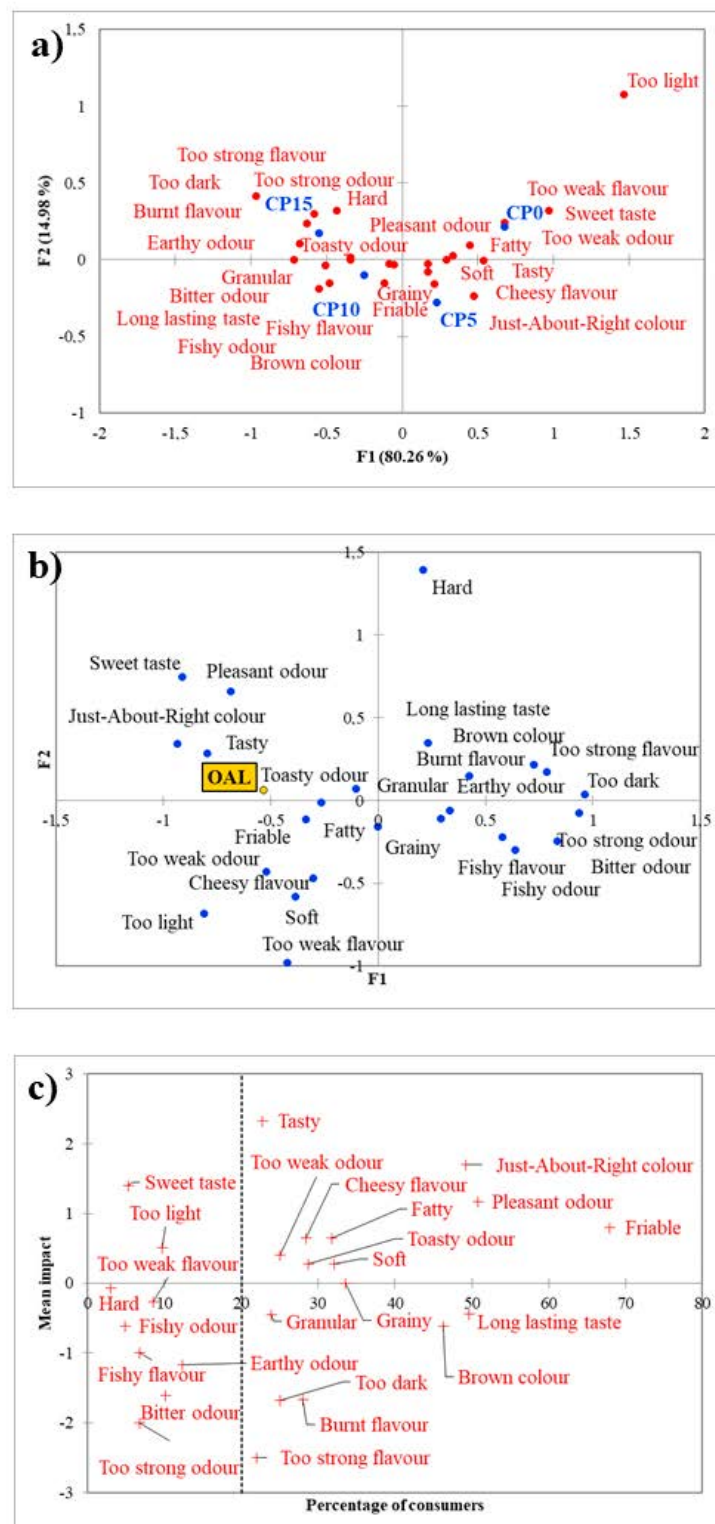 a)
1,5
Too light
1
F2 (14.98 %)
Too strong flavour
Too dark
Too strong odour
Too weak flavour
0.5
CP15
Hard
CP0
Sweet taste
Burnt flavour
Pleasant odour
Earthy odour
Toasty odour
Fatty
Too weak odour
0
Granular
Soft
Tasty
Bitter odour
Grainy
Cheesy flavour
Long lasting taste
CP10
Friable
CP5
Just-About-Right colour
Fishy flavour
-0.5
Fishy odour
Brown colour
-1
-2 -1.5 -1 -0.5 0 0.5 1 1.5 2
F1 (80.26 %)
b)
1,5
Hard
1
Sweet taste
Pleasant odour
Just-About-Right colour
Long lasting taste
0.5
Brown colour
F2
Tasty
Burnt flavour
Too strong flavour
OAL
Toasty odour
Granular
Earthy odour
Too dark
-1,5 -1 -0.5 0 0.5 1 1.5
Friable
Fatty
Grainy
Too strong odour
Too weak odour
Fishy flavour
Bitter odour
Cheesy flavour
-0.5
Fishy odour
Too light
Soft
Too weak flavour
-1
F1
c)
3
Tasty
2
Too weak odour
Just-About-Right colour
Sweet taste
Cheesy flavour
Pleasant odour
Too light
1
Fatty
Friable
Too weak flavour
Toasty odour
Soft
Mean impact
0
0 10 20 30 40 50 60 70 80
Hard
Fishy odour
Granular
Grainy
Long lasting taste
-1
Earthy odour
Brown colour
Fishy flavour
Too dark
Bitter odour
Burnt flavour
-2
Too strong odour
Too strong flavour
-3
Percentage of consumers